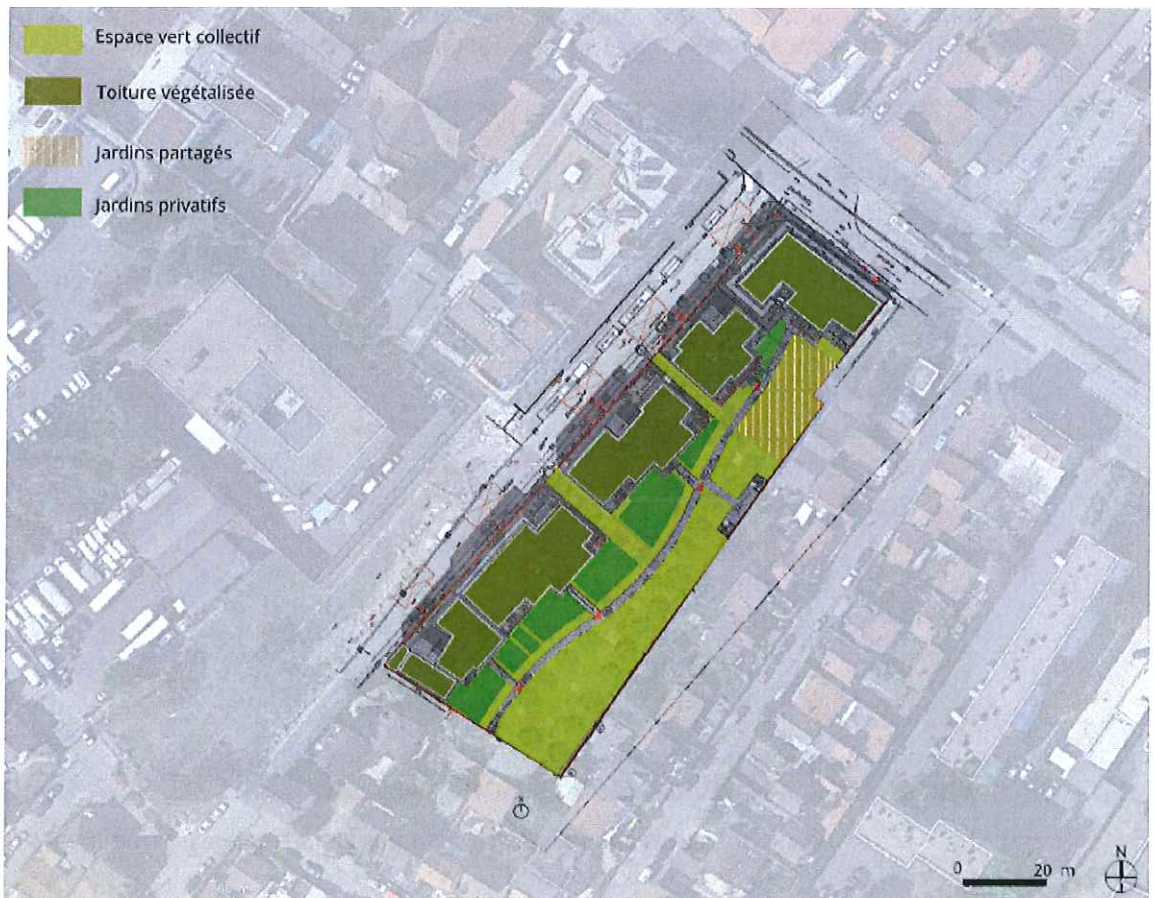 Espace vert collectif
Toiture végétalisée
Jardins partagés
Jardins privatifs
0 20 m
N